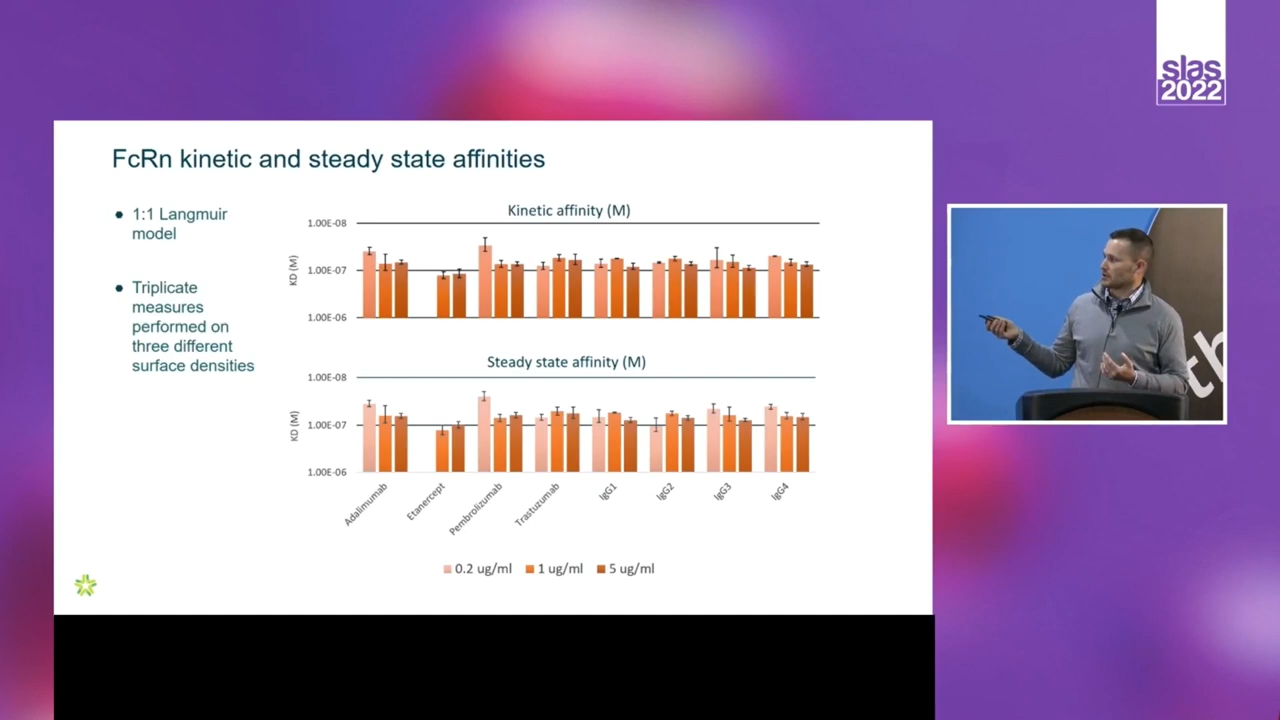 slas
2022
FcRn kinetic and steady state affinities
● 1:1 Langmuir
model
● Triplicate
measures
performed on
three different
surface densities
Kinetic affinity (M)
1.00E-08
1.00E-07
1.00E-06
KD (M)
Steady state affinity (M)
1.00E-08
1.00E-07
1.00E-06
KD (M)
Adalimumab
Etanercept
Pembrolizumab
Trastuzumab
IgG1
IgG2
IgG3
IgG4
0.2 ug/ml 1 ug/ml 5 ug/ml
th